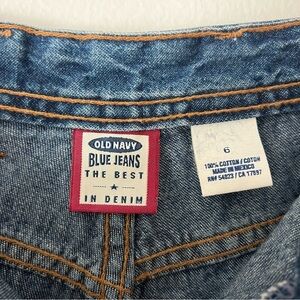 OLD NAVY
BLUE JEANS
THE BEST
IN DENIM
6
100% COTTON / COTON
MADE IN MEXICO
RN# 54023 / CA 17897